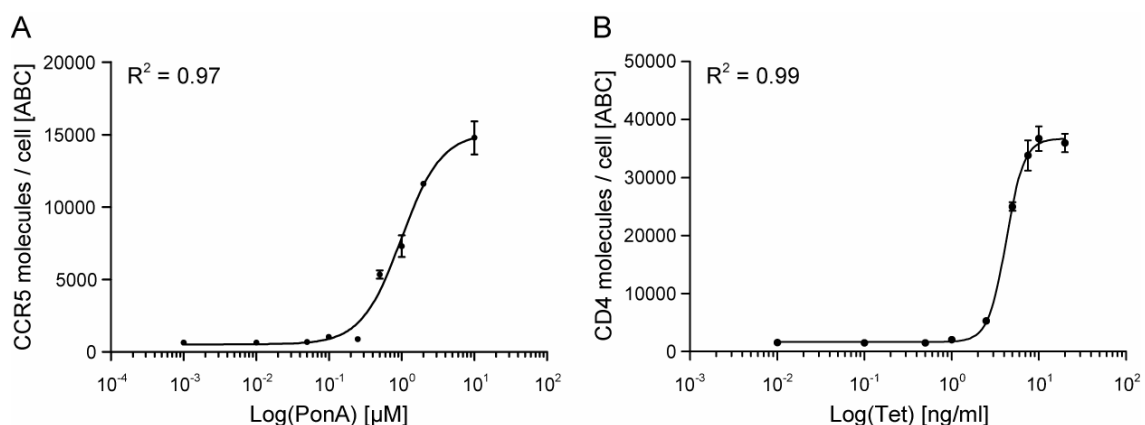 A
R² = 0.97
CCR5 molecules / cell [ABC]
20000
15000
10000
5000
0
10⁻⁴
10⁻³
10⁻²
10⁻¹
10⁰
10¹
10²
Log(PonA) [µM]
B
R² = 0.99
CD4 molecules / cell [ABC]
50000
40000
30000
20000
10000
0
10⁻²
10⁻¹
10⁰
10¹
10²
Log(Tet) [ng/ml]